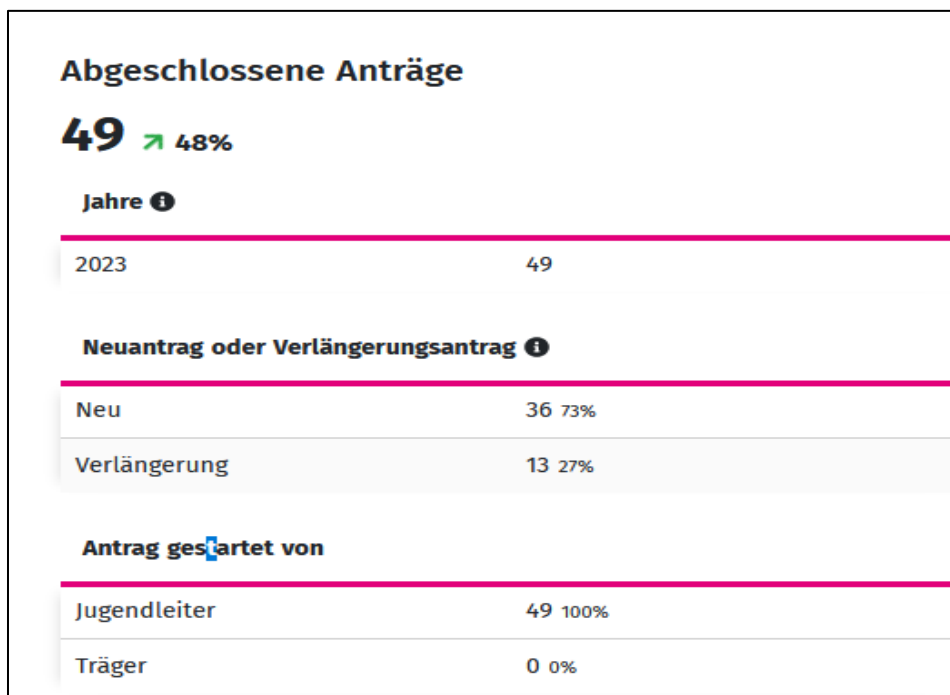 Abgeschlossene Anträge
49 48%
Jahre
2023 49
Neuantrag oder Verlängerungsantrag
Neu 36 73%
Verlängerung 13 27%
Antrag gestartet von
Jugendleiter 49 100%
Träger 0 0%